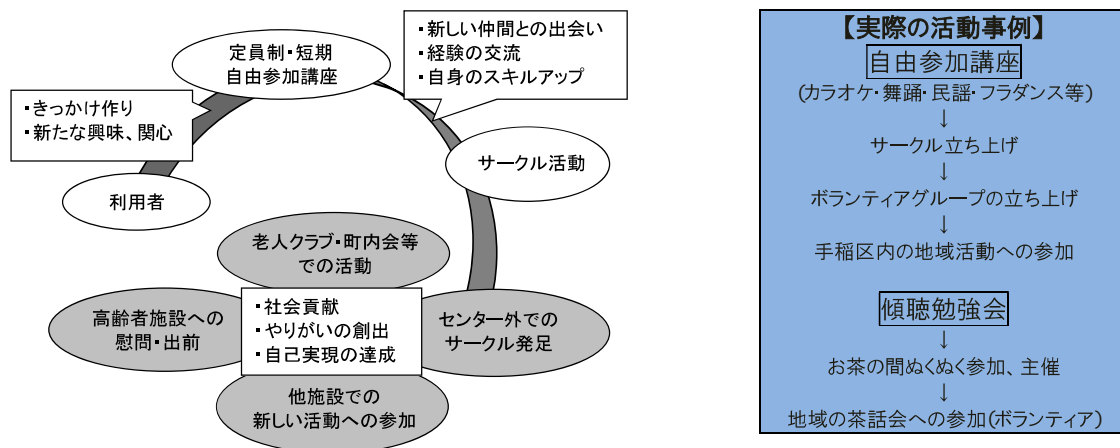 定員制・短期
自由参加講座
・新しい仲間との出会い
・経験の交流
・自身のスキルアップ
・きっかけ作り
・新たな興味、関心
利用者
サークル活動
老人クラブ・町内会等
での活動
高齢者施設への
慰問・出前
・社会貢献
・やりがいの創出
・自己実現の達成
センター外での
サークル発足
他施設での
新しい活動への参加
【実際の活動事例】
自由参加講座
(カラオケ・舞踊・民謡・フラダンス等)
↓
サークル立ち上げ
↓
ボランティアグループの立ち上げ
↓
手稲区内の地域活動への参加
傾聴勉強会
↓
お茶の間ぬくぬく参加、主催
↓
地域の茶話会への参加(ボランティア)